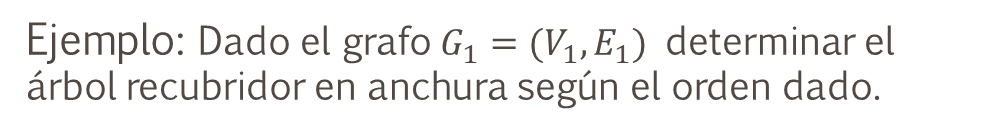 Ejemplo: Dado el grafo G₁ = (V₁, E₁) determinar el
árbol recubridor en anchura según el orden dado.